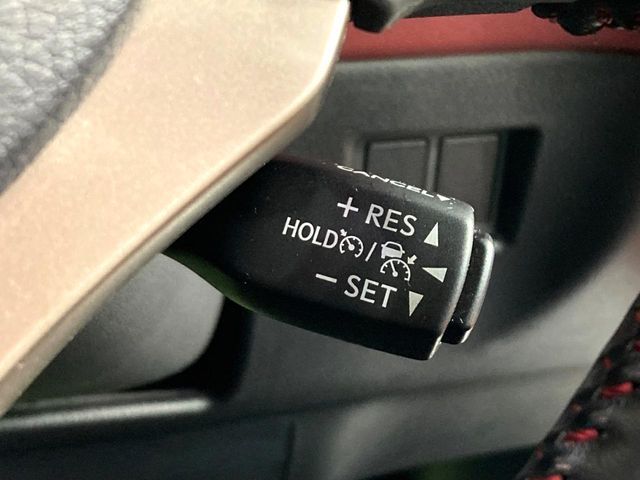 CANCEL
+ RES ▲
HOLD /
− SET ▼